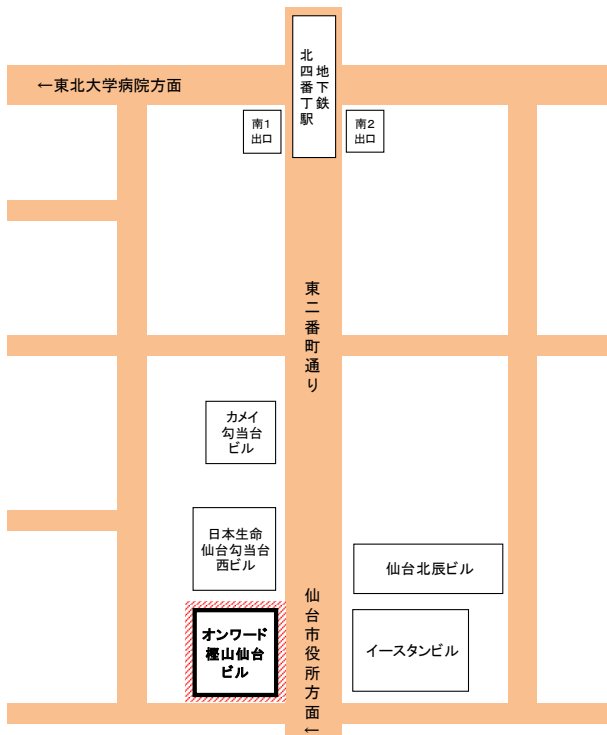 ←東北大学病院方面
地下鉄
北四番丁駅
南1
出口
南2
出口
東二番町通り
カメイ
勾当台
ビル
日本生命
仙台勾当台
西ビル
仙台北辰ビル
オンワード
樫山仙台
ビル
イースタンビル
仙台市役所方面←